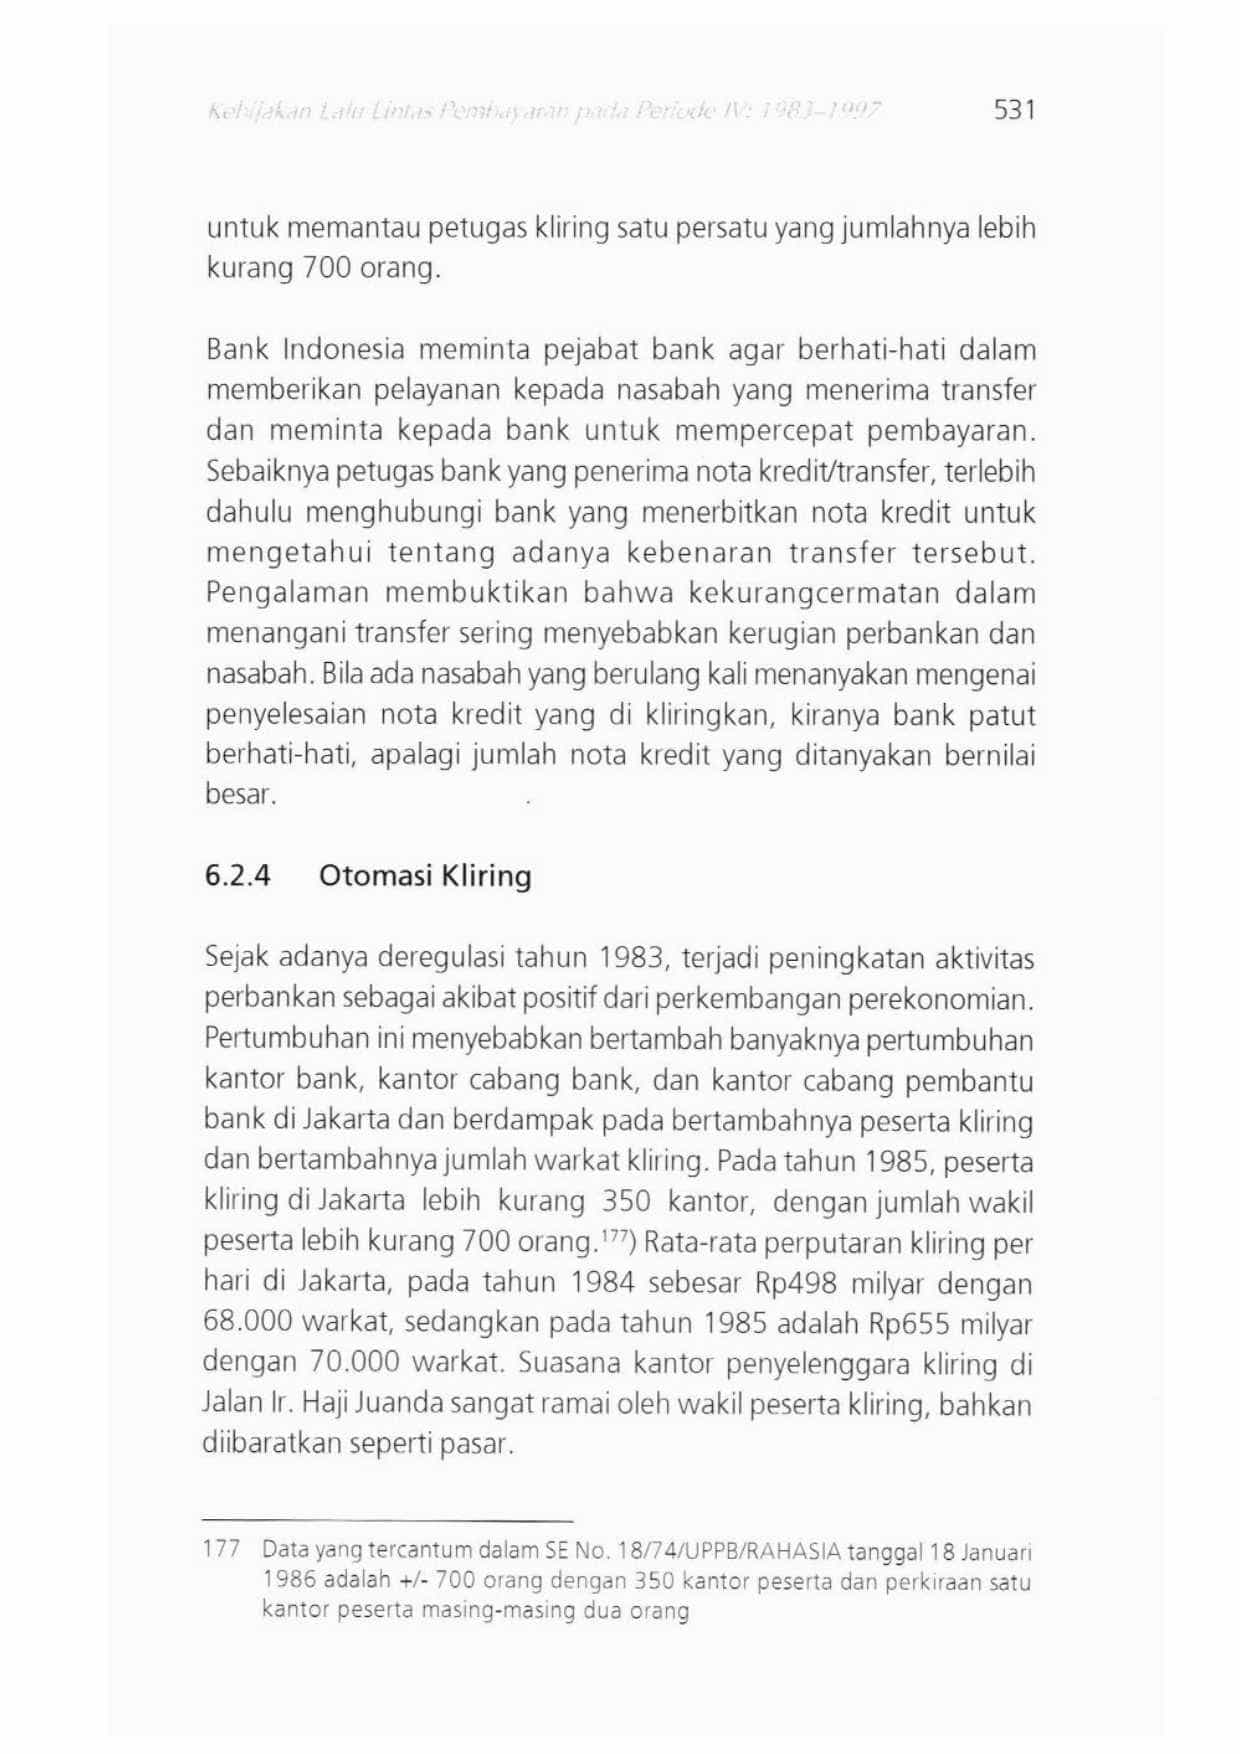 Kebijakan Lalu Lintas Pembayaran pada Periode IV: 1983–1997 531
untuk memantau petugas kliring satu persatu yang jumlahnya lebih
kurang 700 orang.
Bank Indonesia meminta pejabat bank agar berhati-hati dalam
memberikan pelayanan kepada nasabah yang menerima transfer
dan meminta kepada bank untuk mempercepat pembayaran.
Sebaiknya petugas bank yang penerima nota kredit/transfer, terlebih
dahulu menghubungi bank yang menerbitkan nota kredit untuk
mengetahui tentang adanya kebenaran transfer tersebut.
Pengalaman membuktikan bahwa kekurangcermatan dalam
menangani transfer sering menyebabkan kerugian perbankan dan
nasabah. Bila ada nasabah yang berulang kali menanyakan mengenai
penyelesaian nota kredit yang di kliringkan, kiranya bank patut
berhati-hati, apalagi jumlah nota kredit yang ditanyakan bernilai
besar.
6.2.4 Otomasi Kliring
Sejak adanya deregulasi tahun 1983, terjadi peningkatan aktivitas
perbankan sebagai akibat positif dari perkembangan perekonomian.
Pertumbuhan ini menyebabkan bertambah banyaknya pertumbuhan
kantor bank, kantor cabang bank, dan kantor cabang pembantu
bank di Jakarta dan berdampak pada bertambahnya peserta kliring
dan bertambahnya jumlah warkat kliring. Pada tahun 1985, peserta
kliring di Jakarta lebih kurang 350 kantor, dengan jumlah wakil
peserta lebih kurang 700 orang.¹⁷⁷) Rata-rata perputaran kliring per
hari di Jakarta, pada tahun 1984 sebesar Rp498 milyar dengan
68.000 warkat, sedangkan pada tahun 1985 adalah Rp655 milyar
dengan 70.000 warkat. Suasana kantor penyelenggara kliring di
Jalan Ir. Haji Juanda sangat ramai oleh wakil peserta kliring, bahkan
diibaratkan seperti pasar.
177 Data yang tercantum dalam SE No. 18/74/UPPB/RAHASIA tanggal 18 Januari
1986 adalah +/- 700 orang dengan 350 kantor peserta dan perkiraan satu
kantor peserta masing-masing dua orang